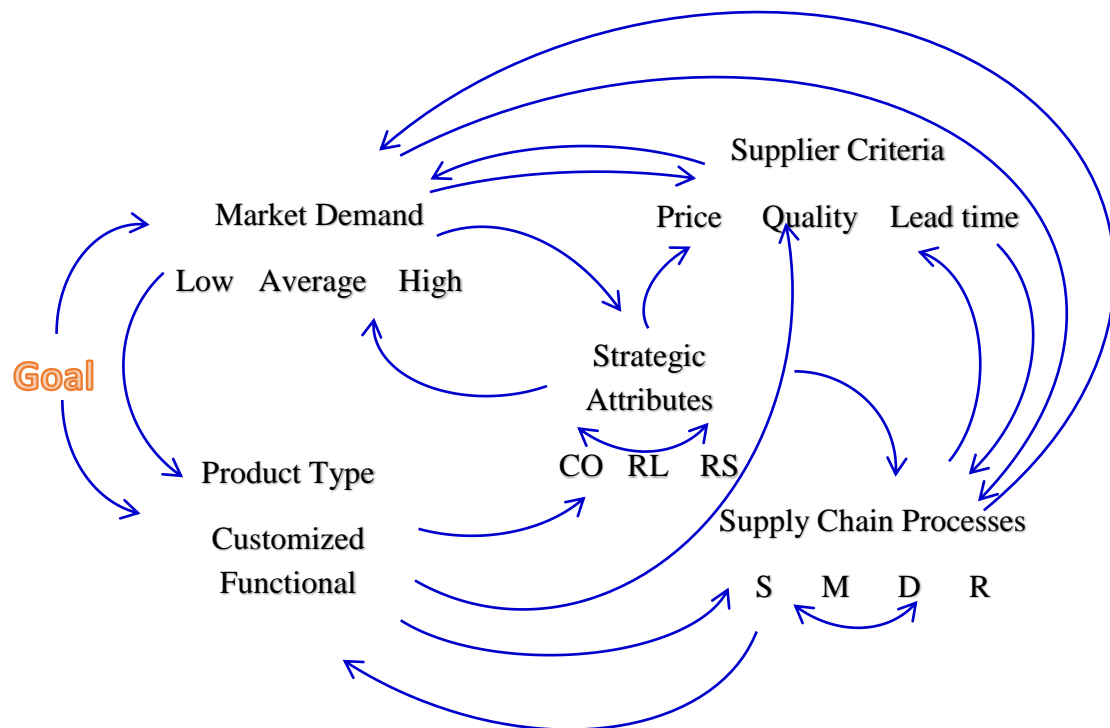 Supplier Criteria
Market Demand
Price Quality Lead time
Low Average High
Goal
Strategic
Attributes
CO RL RS
Product Type
Customized
Functional
Supply Chain Processes
S M D R